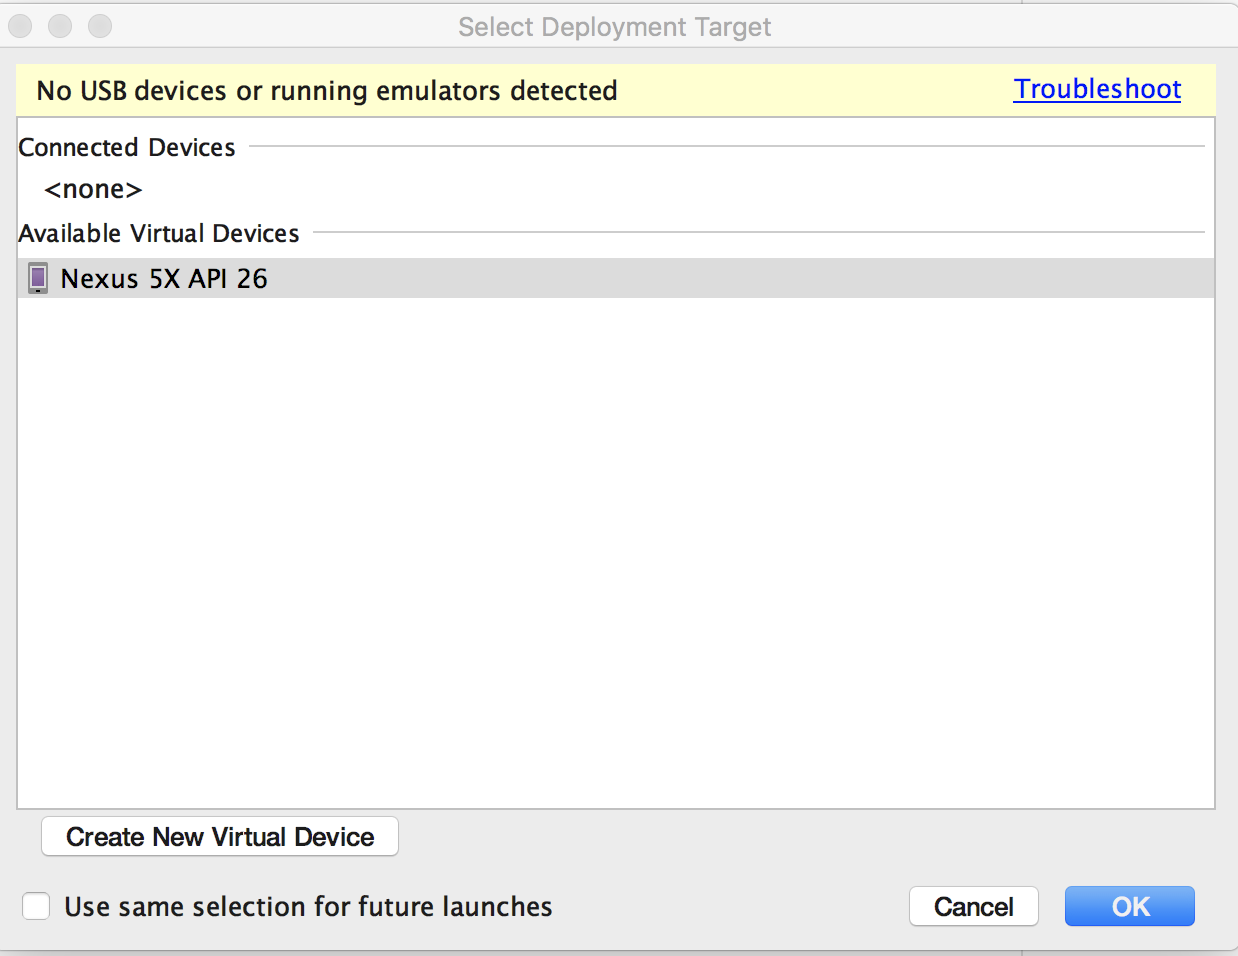 Select Deployment Target
No USB devices or running emulators detected
Troubleshoot
Connected Devices
<none>
Available Virtual Devices
Nexus 5X API 26
Create New Virtual Device
Use same selection for future launches
Cancel
OK